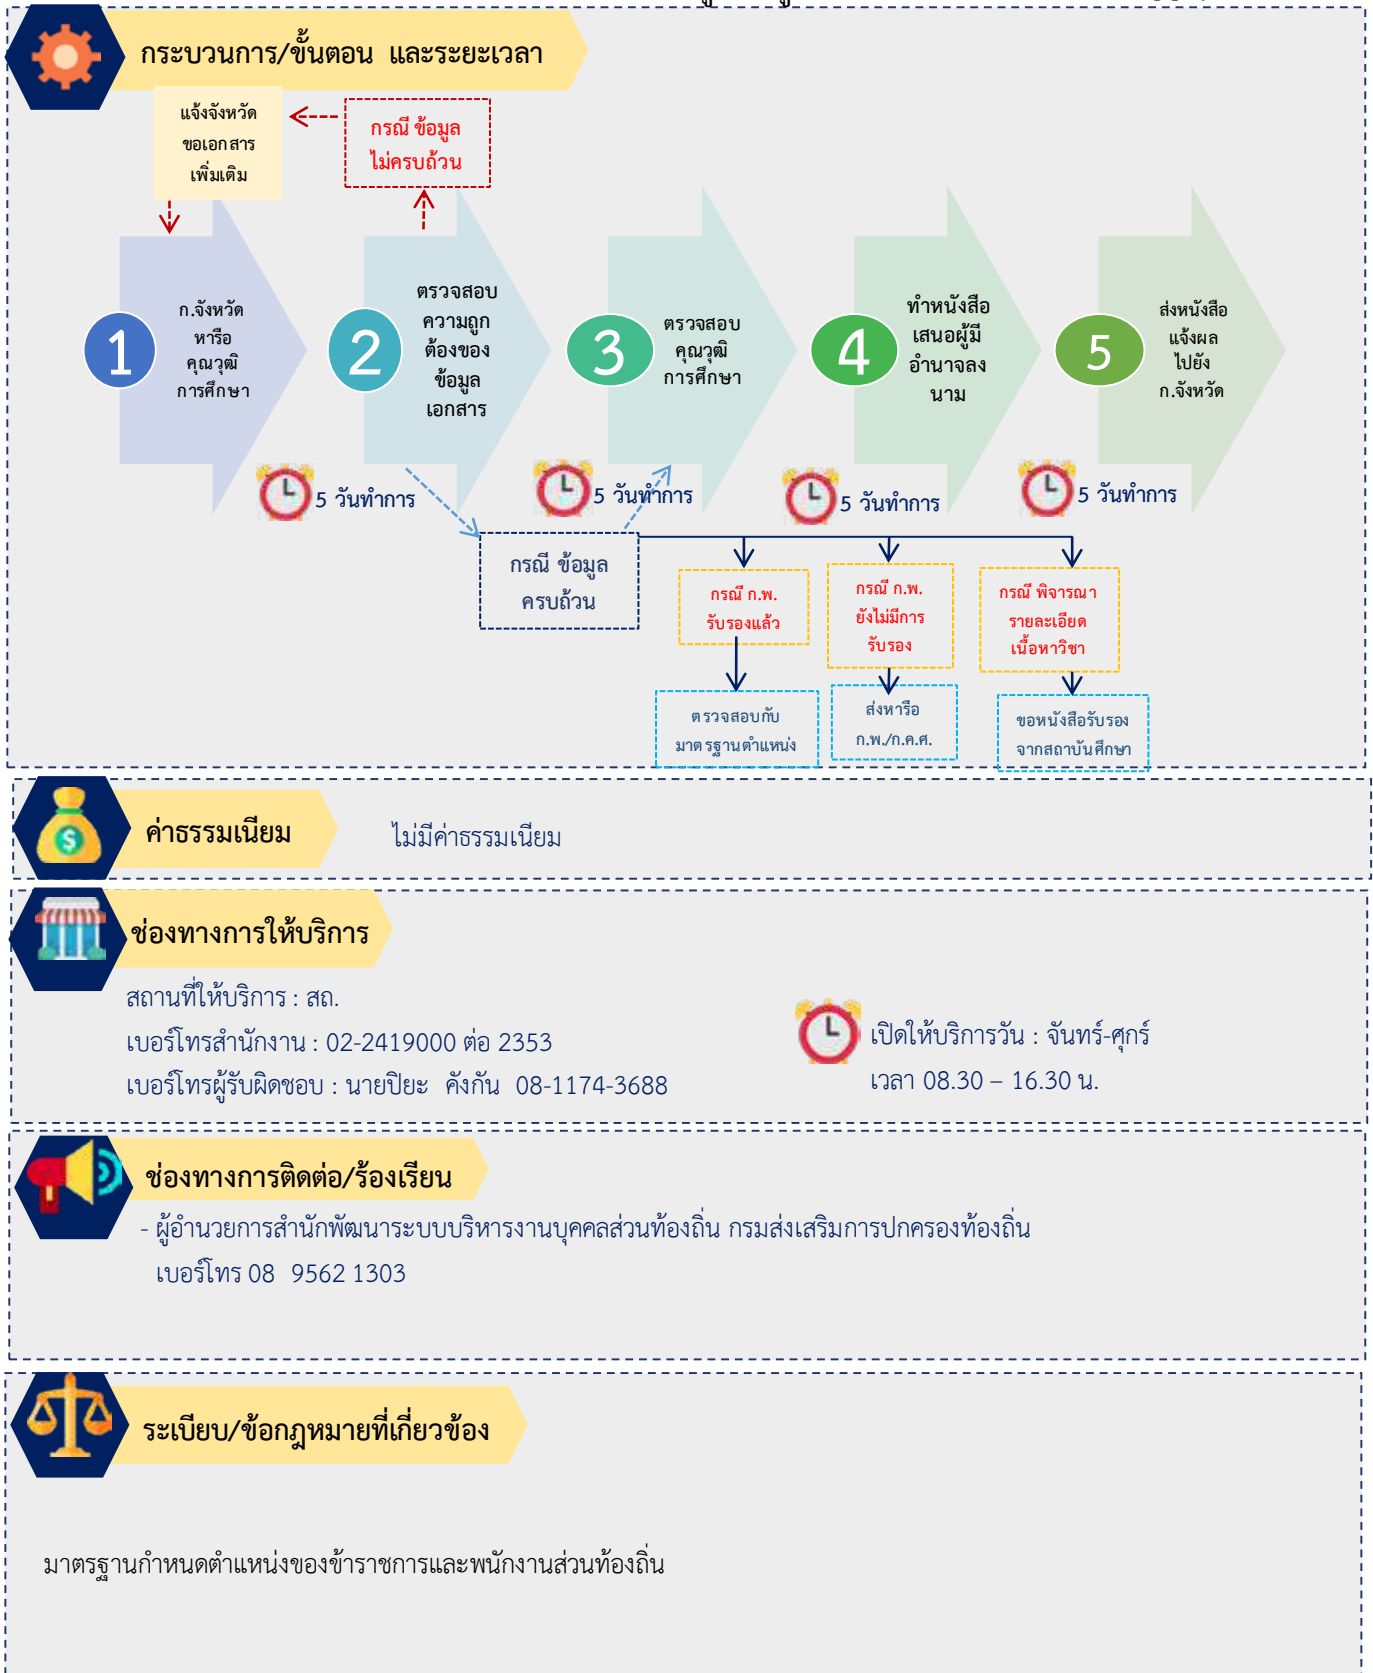 กระบวนการ/ขั้นตอน และระยะเวลา
แจ้งจังหวัด
ขอเอกสาร
เพิ่มเติม
กรณี ข้อมูล
ไม่ครบถ้วน
1
ก.จังหวัด
หารือ
คุณวุฒิ
การศึกษา
2
ตรวจสอบ
ความถูก
ต้องของ
ข้อมูล
เอกสาร
3
ตรวจสอบ
คุณวุฒิ
การศึกษา
4
ทำหนังสือ
เสนอผู้มี
อำนาจลง
นาม
5
ส่งหนังสือ
แจ้งผล
ไปยัง
ก.จังหวัด
5 วันทำการ
5 วันทำการ
5 วันทำการ
5 วันทำการ
กรณี ข้อมูล
ครบถ้วน
กรณี ก.พ.
รับรองแล้ว
กรณี ก.พ.
ยังไม่มีการ
รับรอง
กรณี พิจารณา
รายละเอียด
เนื้อหาวิชา
ตรวจสอบกับ
มาตรฐานตำแหน่ง
ส่งหารือ
ก.พ./ก.ค.ศ.
ขอหนังสือรับรอง
จากสถาบันศึกษา
ค่าธรรมเนียม
ไม่มีค่าธรรมเนียม
ช่องทางการให้บริการ
สถานที่ให้บริการ : สถ.
เบอร์โทรสำนักงาน : 02-2419000 ต่อ 2353
เบอร์โทรผู้รับผิดชอบ : นายปิยะ คังกัน 08-1174-3688
เปิดให้บริการวัน : จันทร์-ศุกร์
เวลา 08.30 – 16.30 น.
ช่องทางการติดต่อ/ร้องเรียน
- ผู้อำนวยการสำนักพัฒนาระบบบริหารงานบุคคลส่วนท้องถิ่น กรมส่งเสริมการปกครองท้องถิ่น
เบอร์โทร 08 9562 1303
ระเบียบ/ข้อกฎหมายที่เกี่ยวข้อง
มาตรฐานกำหนดตำแหน่งของข้าราชการและพนักงานส่วนท้องถิ่น